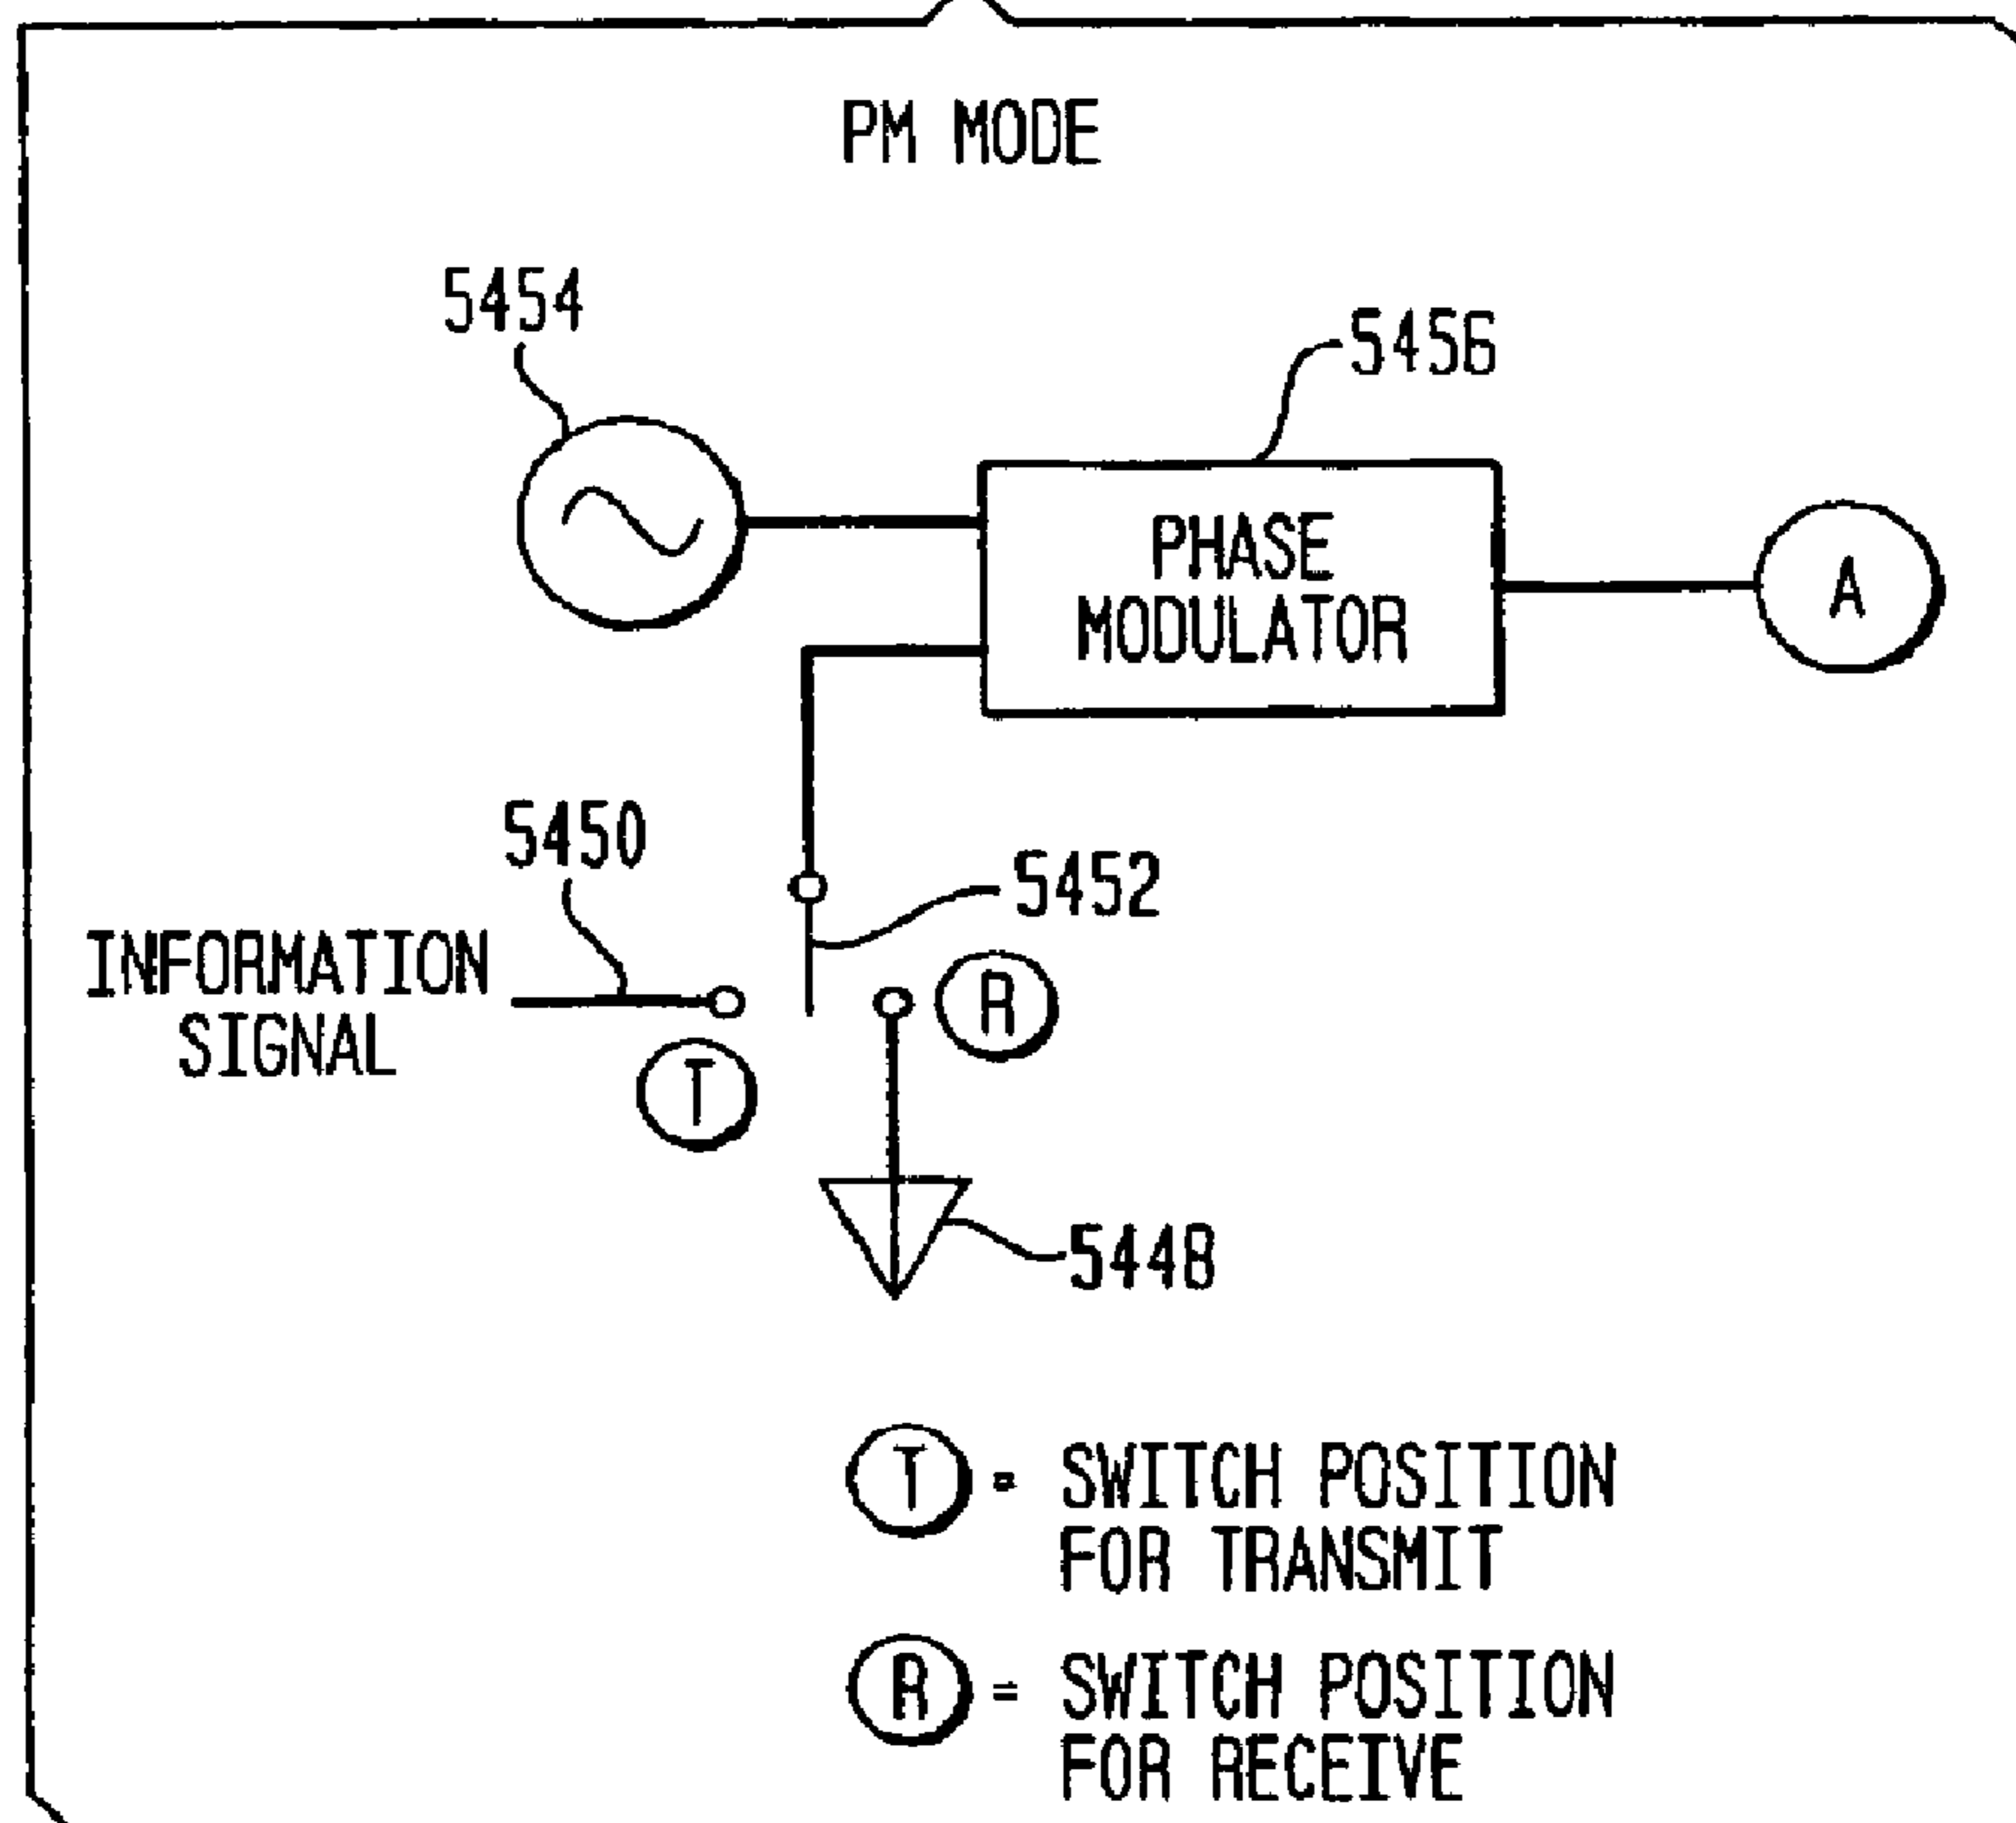 PM MODE
5454
5456
PHASE
MODULATOR
A
5450
5452
INFORMATION
SIGNAL
R
T
5448
T = SWITCH POSITION
FOR TRANSMIT
R = SWITCH POSITION
FOR RECEIVE